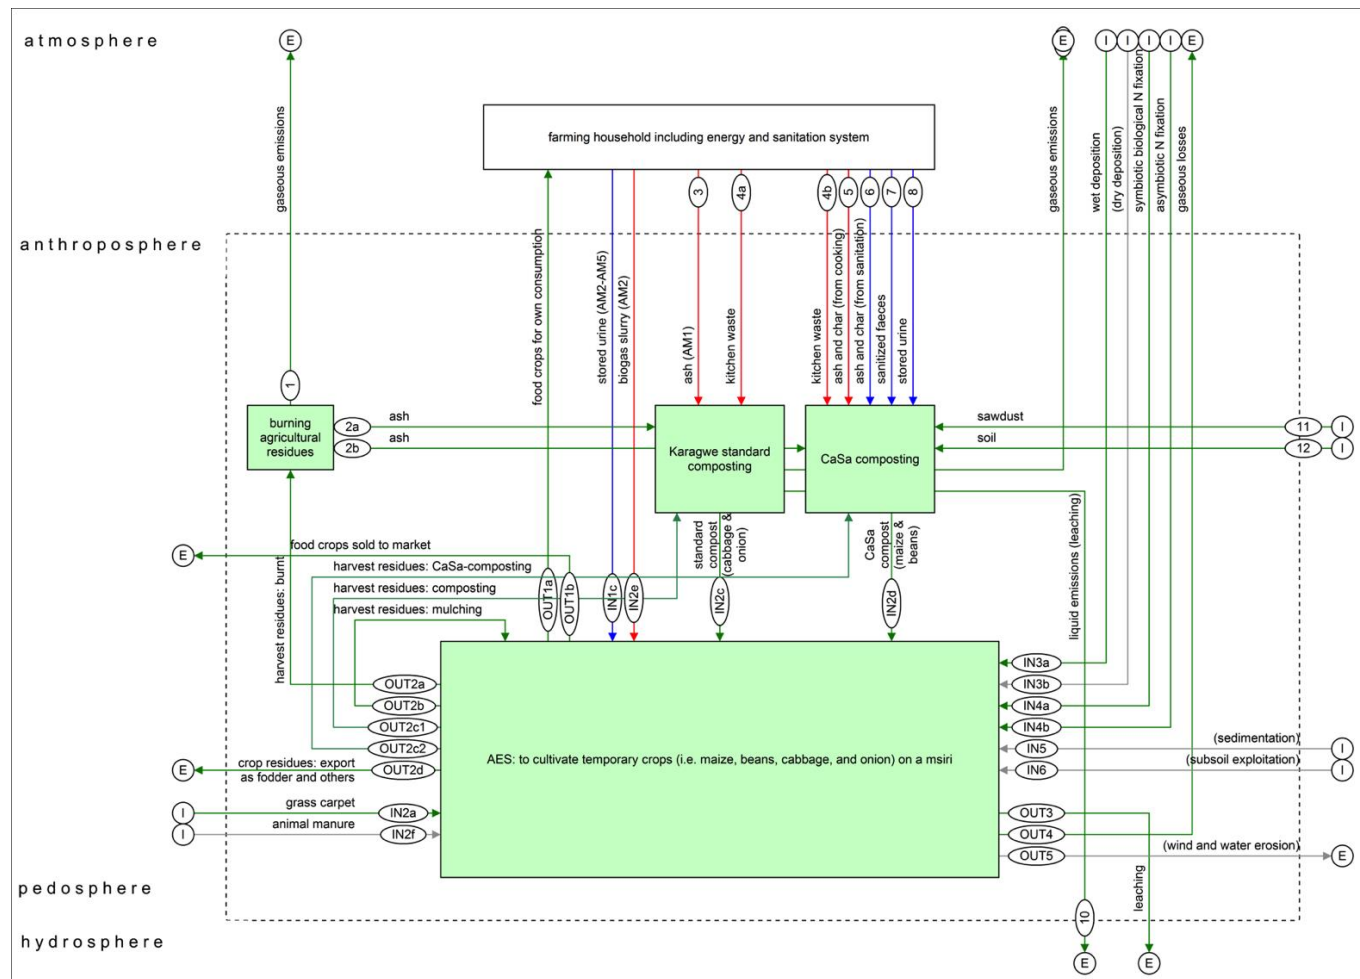 atmosphere
E
E
I
I
I
I
E
gaseous emissions
gaseous emissions
wet deposition
(dry deposition)
symbiotic biological N fixation
asymbiotic N fixation
gaseous losses
farming household including energy and sanitation system
3
4a
4b
5
6
7
8
anthroposphere
food crops for own consumption
stored urine (AM2-AM5)
biogas slurry (AM2)
ash (AM1)
kitchen waste
kitchen waste
ash and char (from cooking)
ash and char (from sanitation)
sanitized faeces
stored urine
1
burning
agricultural
residues
2a
ash
2b
ash
Karagwe standard
composting
CaSa composting
sawdust
11
I
soil
12
I
harvest residues: burnt
E
food crops sold to market
harvest residues: CaSa-composting
harvest residues: composting
harvest residues: mulching
OUT1a
OUT1b
IN1c
IN2e
standard
compost
(cabbage &
onion)
IN2c
CaSa
compost
(maize &
beans)
IN2d
liquid emissions (leaching)
OUT2a
OUT2b
OUT2c1
OUT2c2
OUT2d
E
crop residues: export
as fodder and others
I
grass carpet
IN2a
I
animal manure
IN2f
AES: to cultivate temporary crops (i.e. maize, beans, cabbage, and onion) on a msiri
IN3a
IN3b
IN4a
IN4b
IN5
(sedimentation)
I
IN6
(subsoil exploitation)
I
OUT3
OUT4
OUT5
(wind and water erosion)
E
leaching
pedosphere
10
hydrosphere
E
E